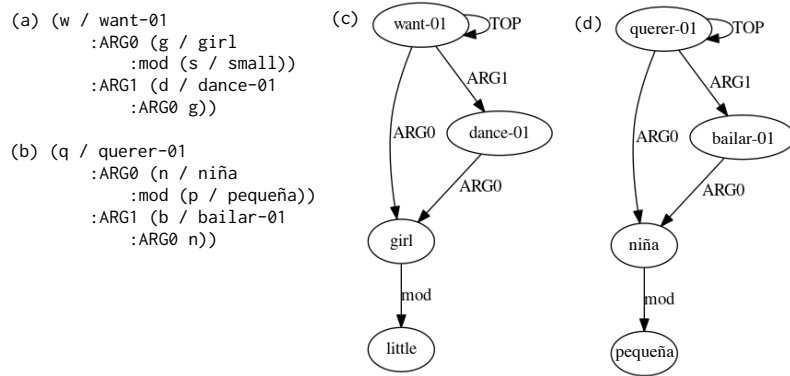 (a) (w / want-01
:ARG0 (g / girl
:mod (s / small))
:ARG1 (d / dance-01
:ARG0 g))
(b) (q / querer-01
:ARG0 (n / niña
:mod (p / pequeña))
:ARG1 (b / bailar-01
:ARG0 n))
(c)
want-01
TOP
ARG1
ARG0
dance-01
ARG0
girl
mod
little
(d)
querer-01
TOP
ARG1
ARG0
bailar-01
ARG0
niña
mod
pequeña